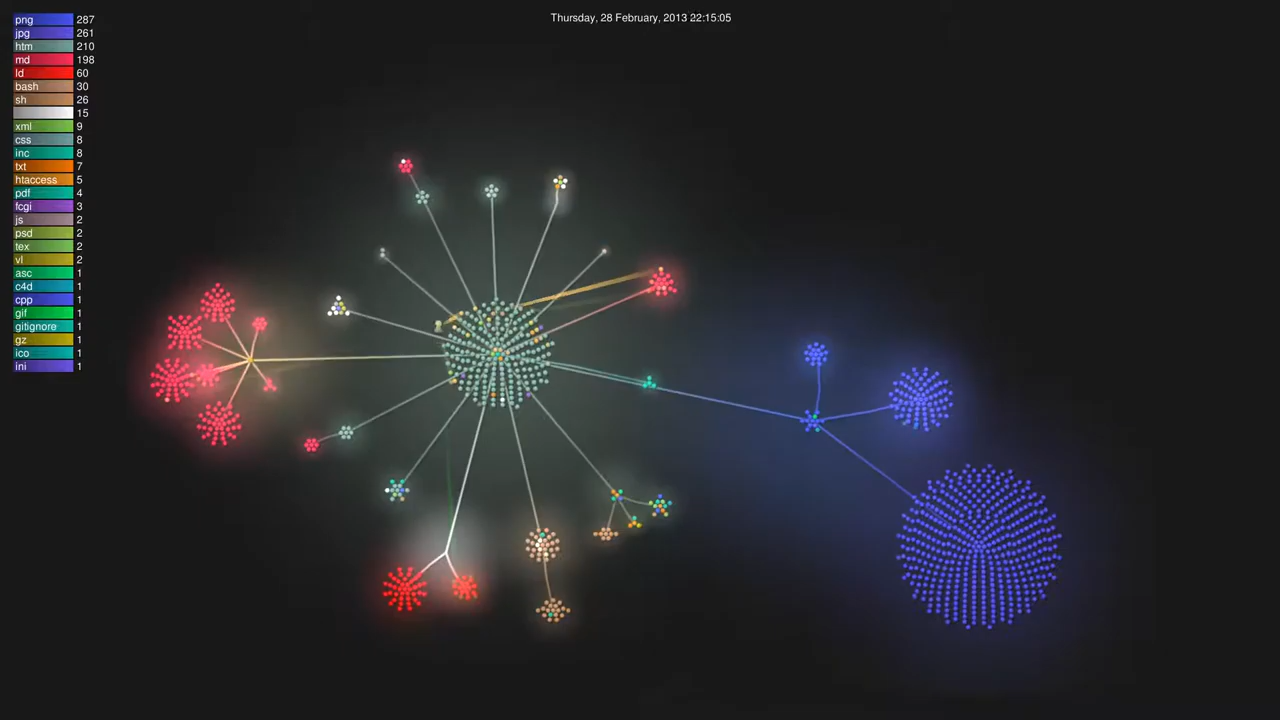 Thursday, 28 February, 2013 22:15:05
png 287
jpg 261
htm 210
md 198
ld 60
bash 30
sh 26
15
xml 9
css 8
inc 8
txt 7
htaccess 5
pdf 4
fcgi 3
js 2
psd 2
tex 2
vl 2
asc 1
c4d 1
cpp 1
gif 1
gitignore 1
gz 1
ico 1
ini 1